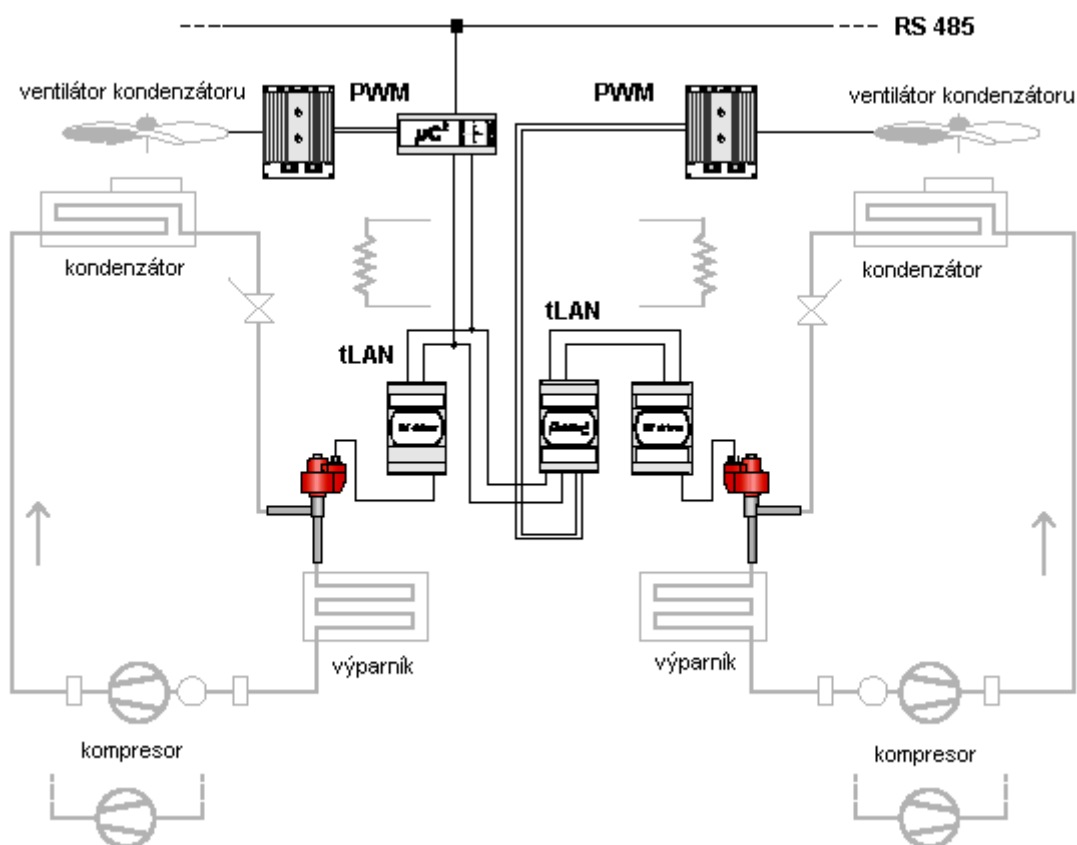 RS 485
ventilátor kondenzátoru
PWM
PWM
ventilátor kondenzátoru
µC²
kondenzátor
kondenzátor
tLAN
tLAN
výparník
výparník
kompresor
kompresor